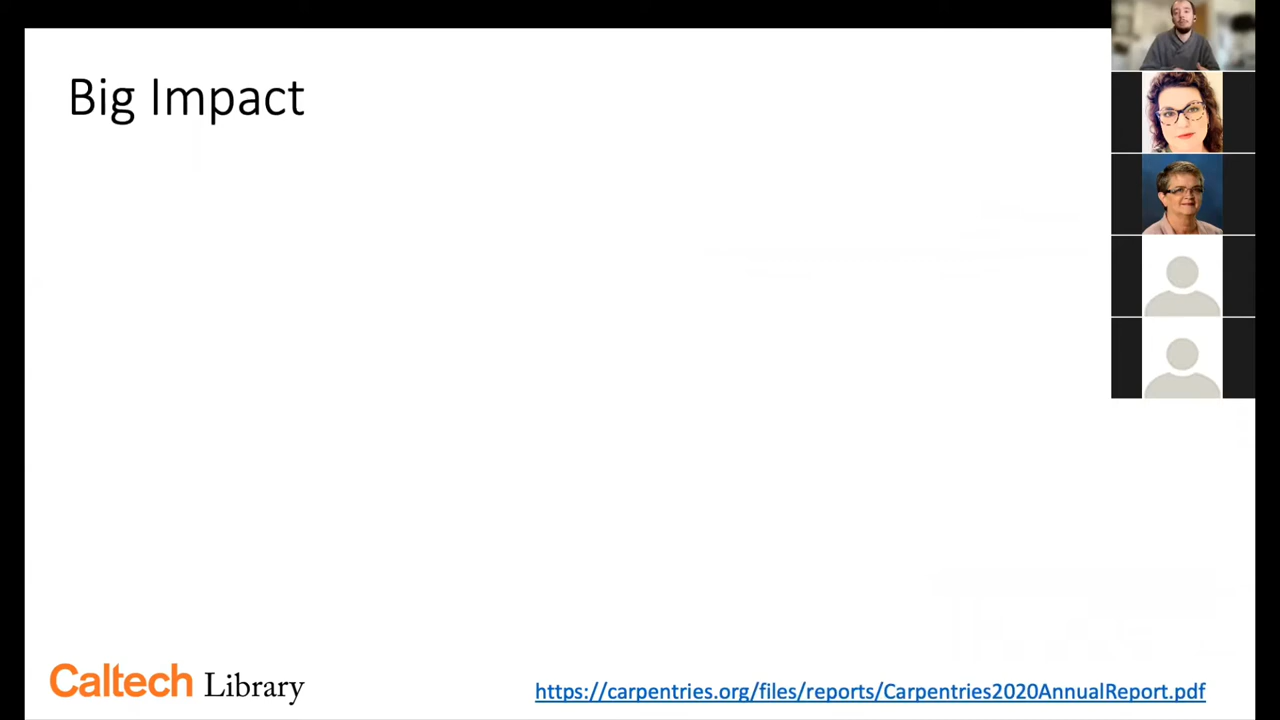 Big Impact
Caltech Library
https://carpentries.org/files/reports/Carpentries2020AnnualReport.pdf